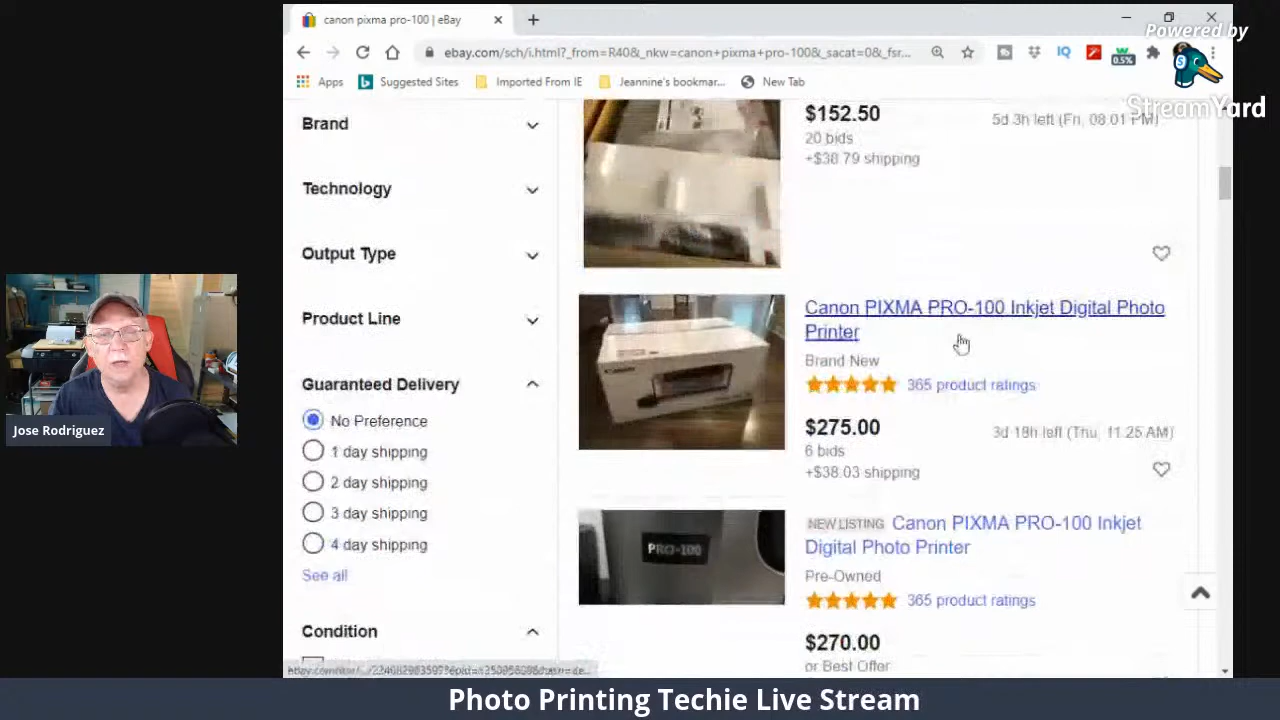 canon pixma pro-100 | eBay
Powered by
StreamYard
ebay.com/sch/i.html?_from=R40&_nkw=canon+pixma+pro-100&_sacat=0&_fsr...
0.5%
Apps
Suggested Sites
Imported From IE
Jeannine's bookmar...
New Tab
Brand
Technology
Output Type
Product Line
Guaranteed Delivery
No Preference
1 day shipping
2 day shipping
3 day shipping
4 day shipping
See all
Condition
$152.50
5d 3h left (Fri, 08:01 PM)
20 bids
+$38.79 shipping
Canon PIXMA PRO-100 Inkjet Digital Photo
Printer
Brand New
365 product ratings
$275.00
3d 18h left (Thu, 11:25 AM)
6 bids
+$38.03 shipping
PRO-100
NEW LISTING Canon PIXMA PRO-100 Inkjet
Digital Photo Printer
Pre-Owned
365 product ratings
$270.00
or Best Offer
Jose Rodriguez
Photo Printing Techie Live Stream